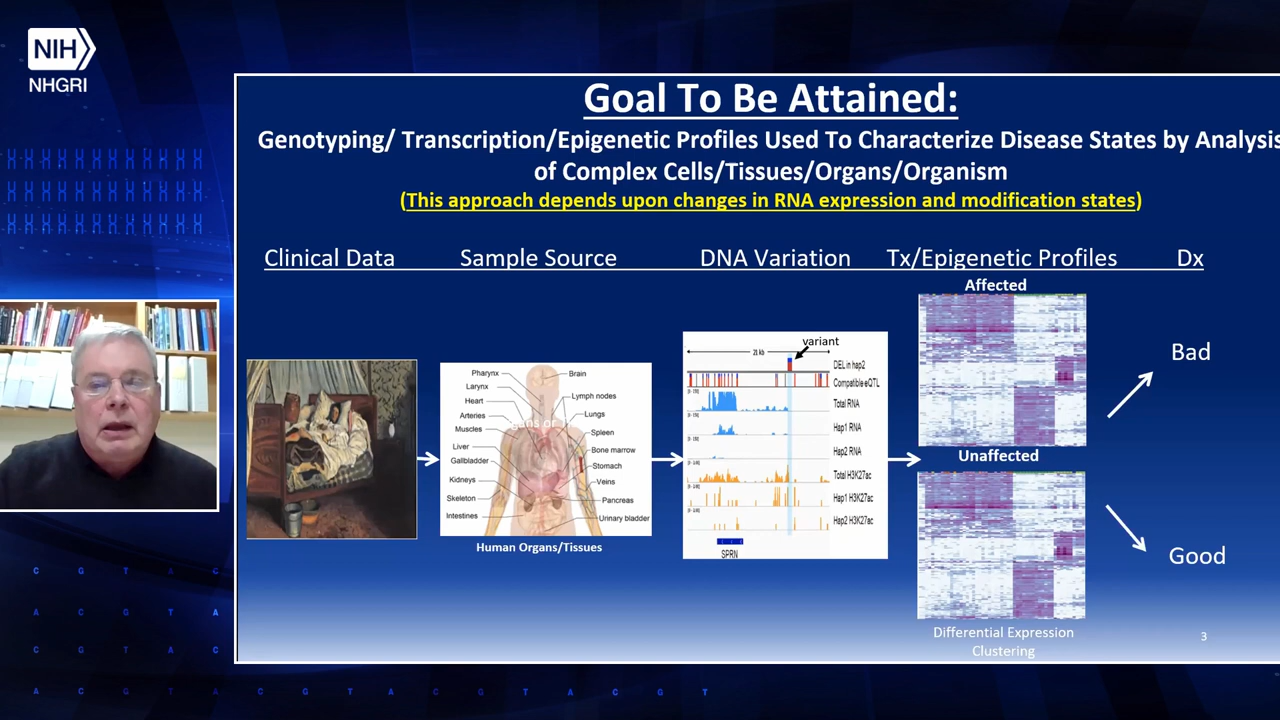 NIH
NHGRI
Goal To Be Attained:
Genotyping/ Transcription/Epigenetic Profiles Used To Characterize Disease States by Analysis
of Complex Cells/Tissues/Organs/Organism
(This approach depends upon changes in RNA expression and modification states)
Clinical Data Sample Source DNA Variation Tx/Epigenetic Profiles Dx
Affected
Bad
Pharynx
Larynx
Heart
Arteries
Muscles
Liver
Gallbladder
Kidneys
Skeleton
Intestines
Brain
Lymph nodes
Lungs
Spleen
Bone marrow
Stomach
Veins
Pancreas
Urinary bladder
Human Organs/Tissues
variant
21 kb
DEL in hap2
Compatible eQTL
Total RNA
Hap1 RNA
Hap2 RNA
Total H3K27ac
Hap1 H3K27ac
Hap2 H3K27ac
SPRN
Unaffected
Good
Differential Expression
Clustering
3
C G T A C
A C G T A
C G T A C
A C G T A C G T A C G T A C G T